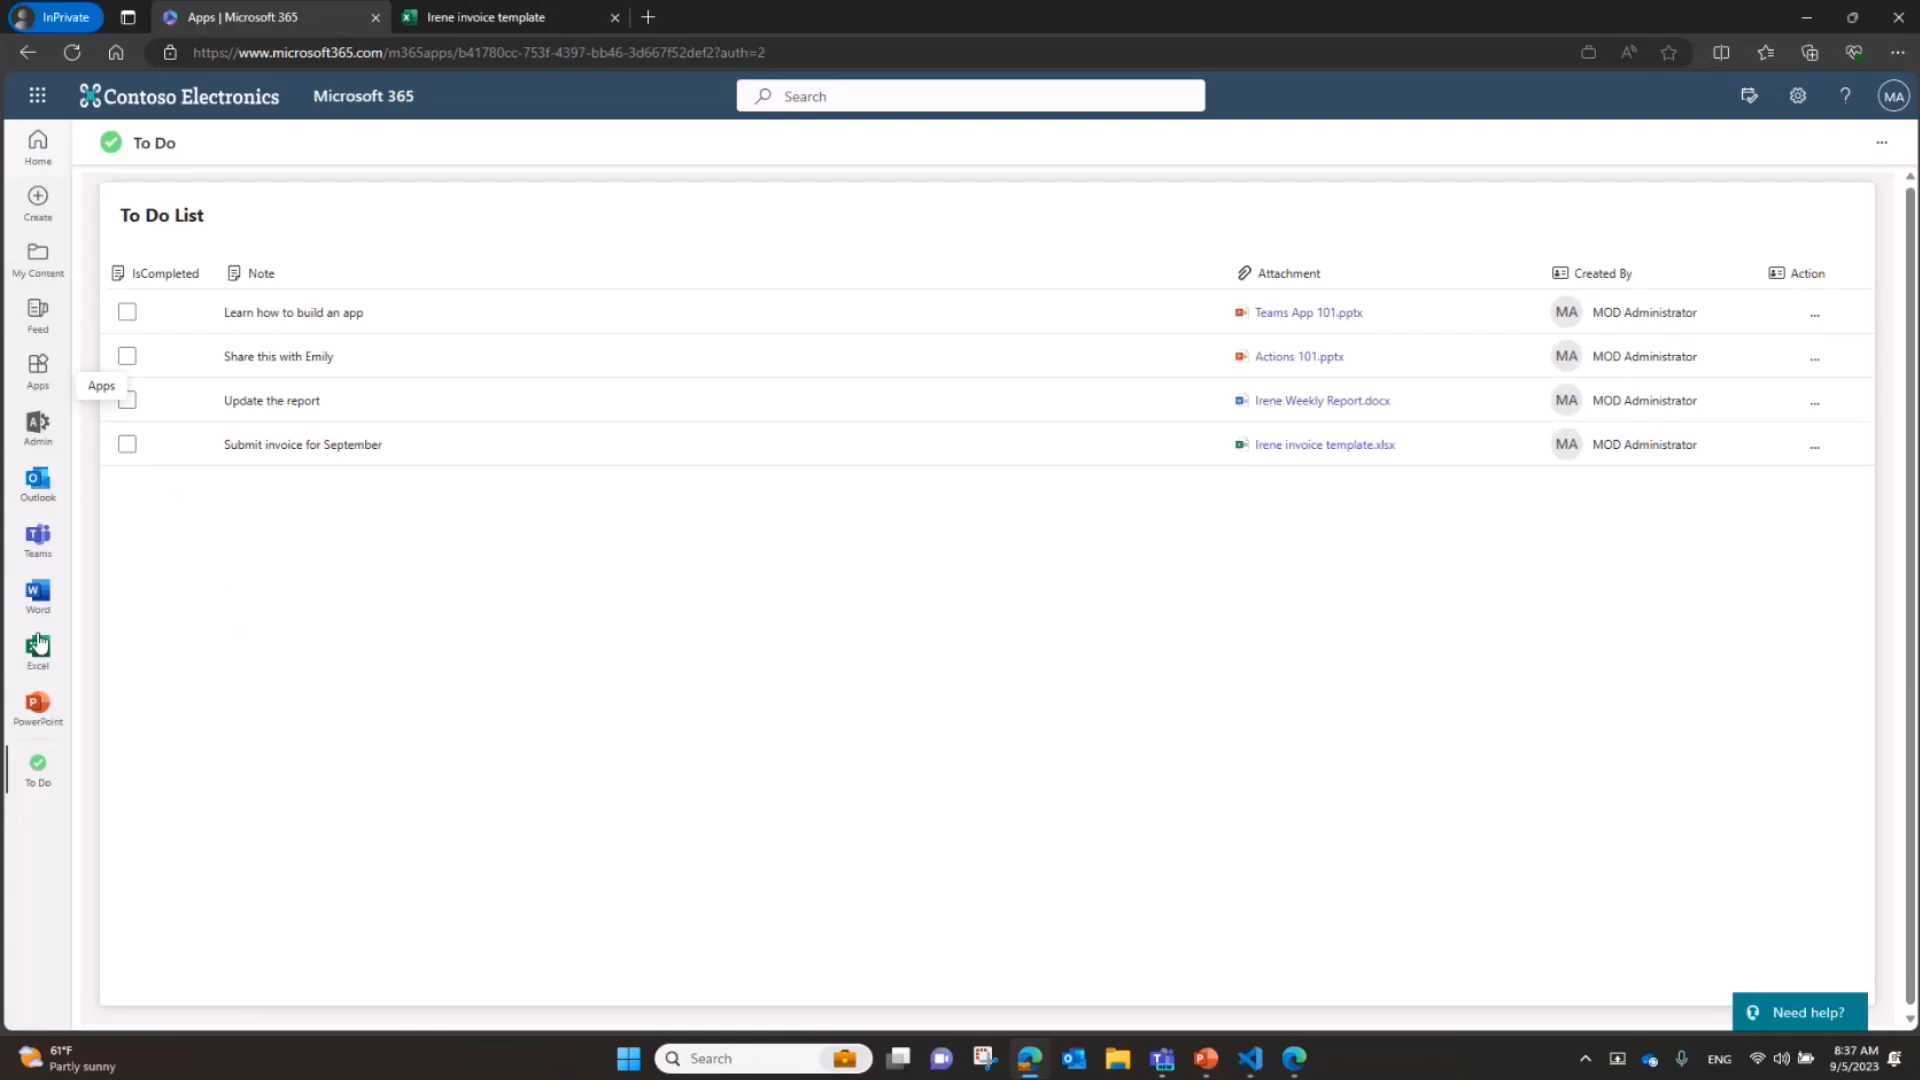 InPrivate
Apps | Microsoft 365
Irene invoice template
https://www.microsoft365.com/m365apps/b41780cc-753f-4397-bb46-3d667f52def2?auth=2
Contoso Electronics
Microsoft 365
Search
MA
Home
Create
My Content
Feed
Apps
Apps
Admin
Outlook
Teams
Word
Excel
PowerPoint
To Do
To Do
To Do List
IsCompleted Note Attachment Created By Action
Learn how to build an app Teams App 101.pptx MA MOD Administrator ...
Share this with Emily Actions 101.pptx MA MOD Administrator ...
Update the report Irene Weekly Report.docx MA MOD Administrator ...
Submit invoice for September Irene invoice template.xlsx MA MOD Administrator ...
Need help?
61°F
Partly sunny
Search
ENG
8:37 AM
9/5/2023